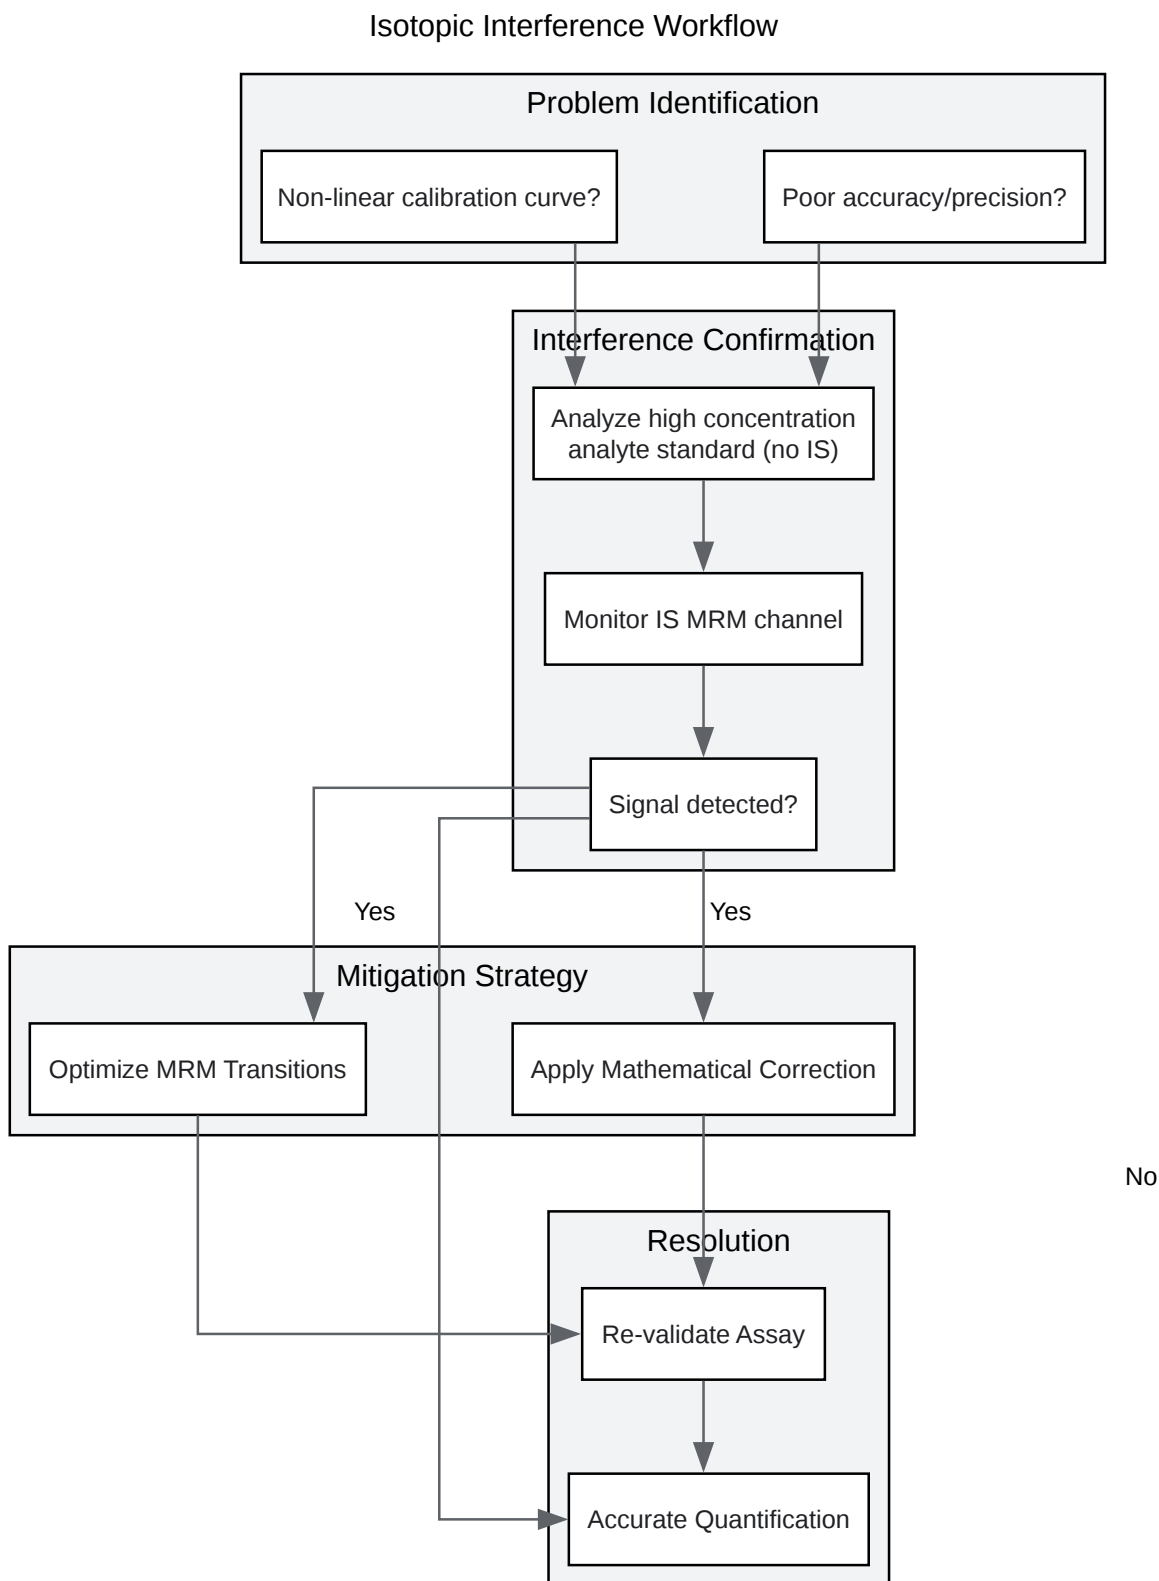 Isotopic Interference Workflow
Problem Identification
Non-linear calibration curve?
Poor accuracy/precision?
Interference Confirmation
Analyze high concentration
analyte standard (no IS)
Monitor IS MRM channel
Signal detected?
Yes
Yes
Mitigation Strategy
Optimize MRM Transitions
Apply Mathematical Correction
No
Resolution
Re-validate Assay
Accurate Quantification